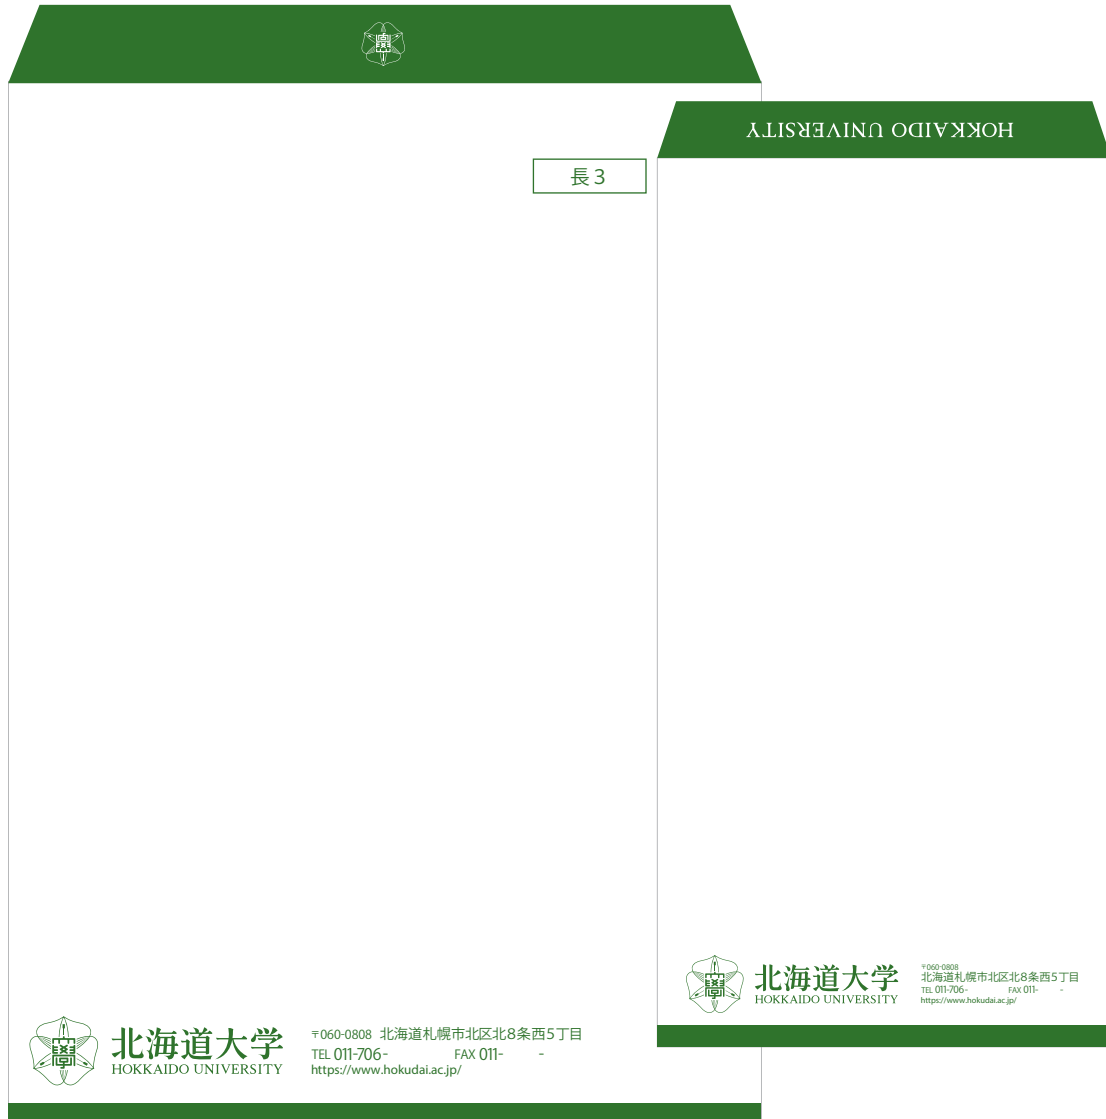 HOKKAIDO UNIVERSITY
長3
北海道大学
HOKKAIDO UNIVERSITY
〒060-0808 北海道札幌市北区北8条西5丁目
TEL 011-706- FAX 011- -
https://www.hokudai.ac.jp/
北海道大学
HOKKAIDO UNIVERSITY
〒060-0808
北海道札幌市北区北8条西5丁目
TEL 011-706- FAX 011- -
https://www.hokudai.ac.jp/